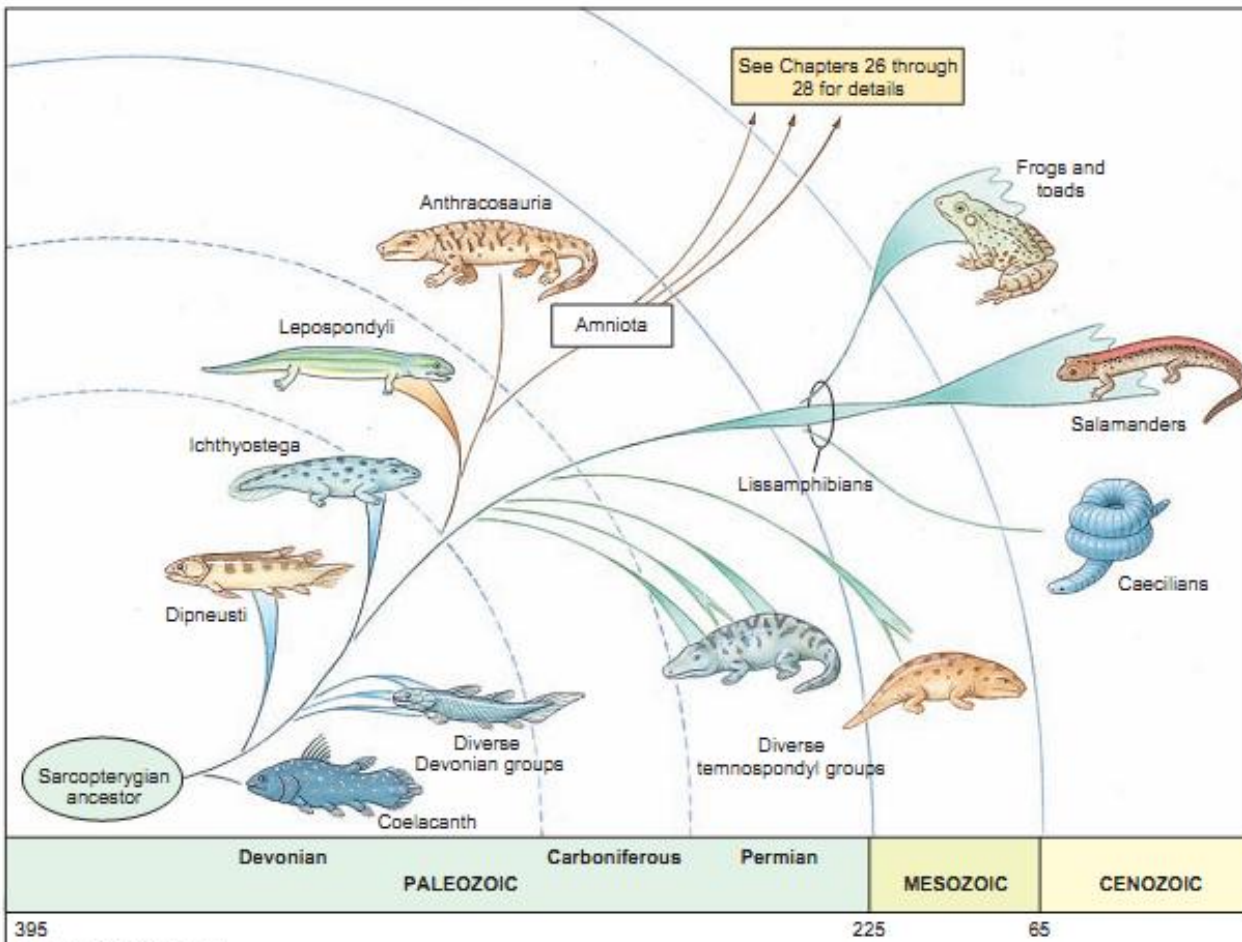 See Chapters 26 through
28 for details
Frogs and
toads
Anthracosauria
Amniota
Lepospondyli
Salamanders
Ichthyostega
Lissamphibians
Caecilians
Dipneusti
Diverse
Devonian groups
Diverse
temnospondyl groups
Sarcopterygian
ancestor
Coelacanth
Devonian
Carboniferous
Permian
PALEOZOIC
MESOZOIC
CENOZOIC
395
225
65